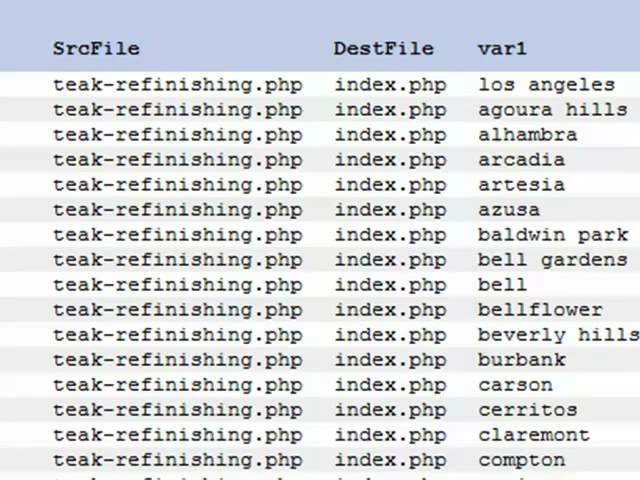 SrcFile DestFile var1
teak-refinishing.php index.php los angeles
teak-refinishing.php index.php agoura hills
teak-refinishing.php index.php alhambra
teak-refinishing.php index.php arcadia
teak-refinishing.php index.php artesia
teak-refinishing.php index.php azusa
teak-refinishing.php index.php baldwin park
teak-refinishing.php index.php bell gardens
teak-refinishing.php index.php bell
teak-refinishing.php index.php bellflower
teak-refinishing.php index.php beverly hills
teak-refinishing.php index.php burbank
teak-refinishing.php index.php carson
teak-refinishing.php index.php cerritos
teak-refinishing.php index.php claremont
teak-refinishing.php index.php compton